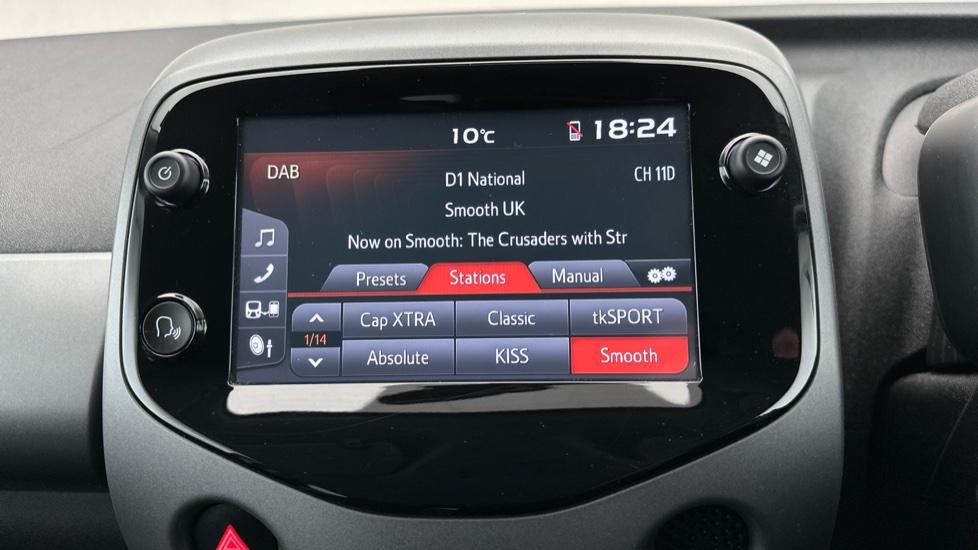 10°C
18:24
DAB
D1 National
CH 11D
Smooth UK
Now on Smooth: The Crusaders with Str
Presets
Stations
Manual
1/14
Cap XTRA
Classic
tkSPORT
Absolute
KISS
Smooth